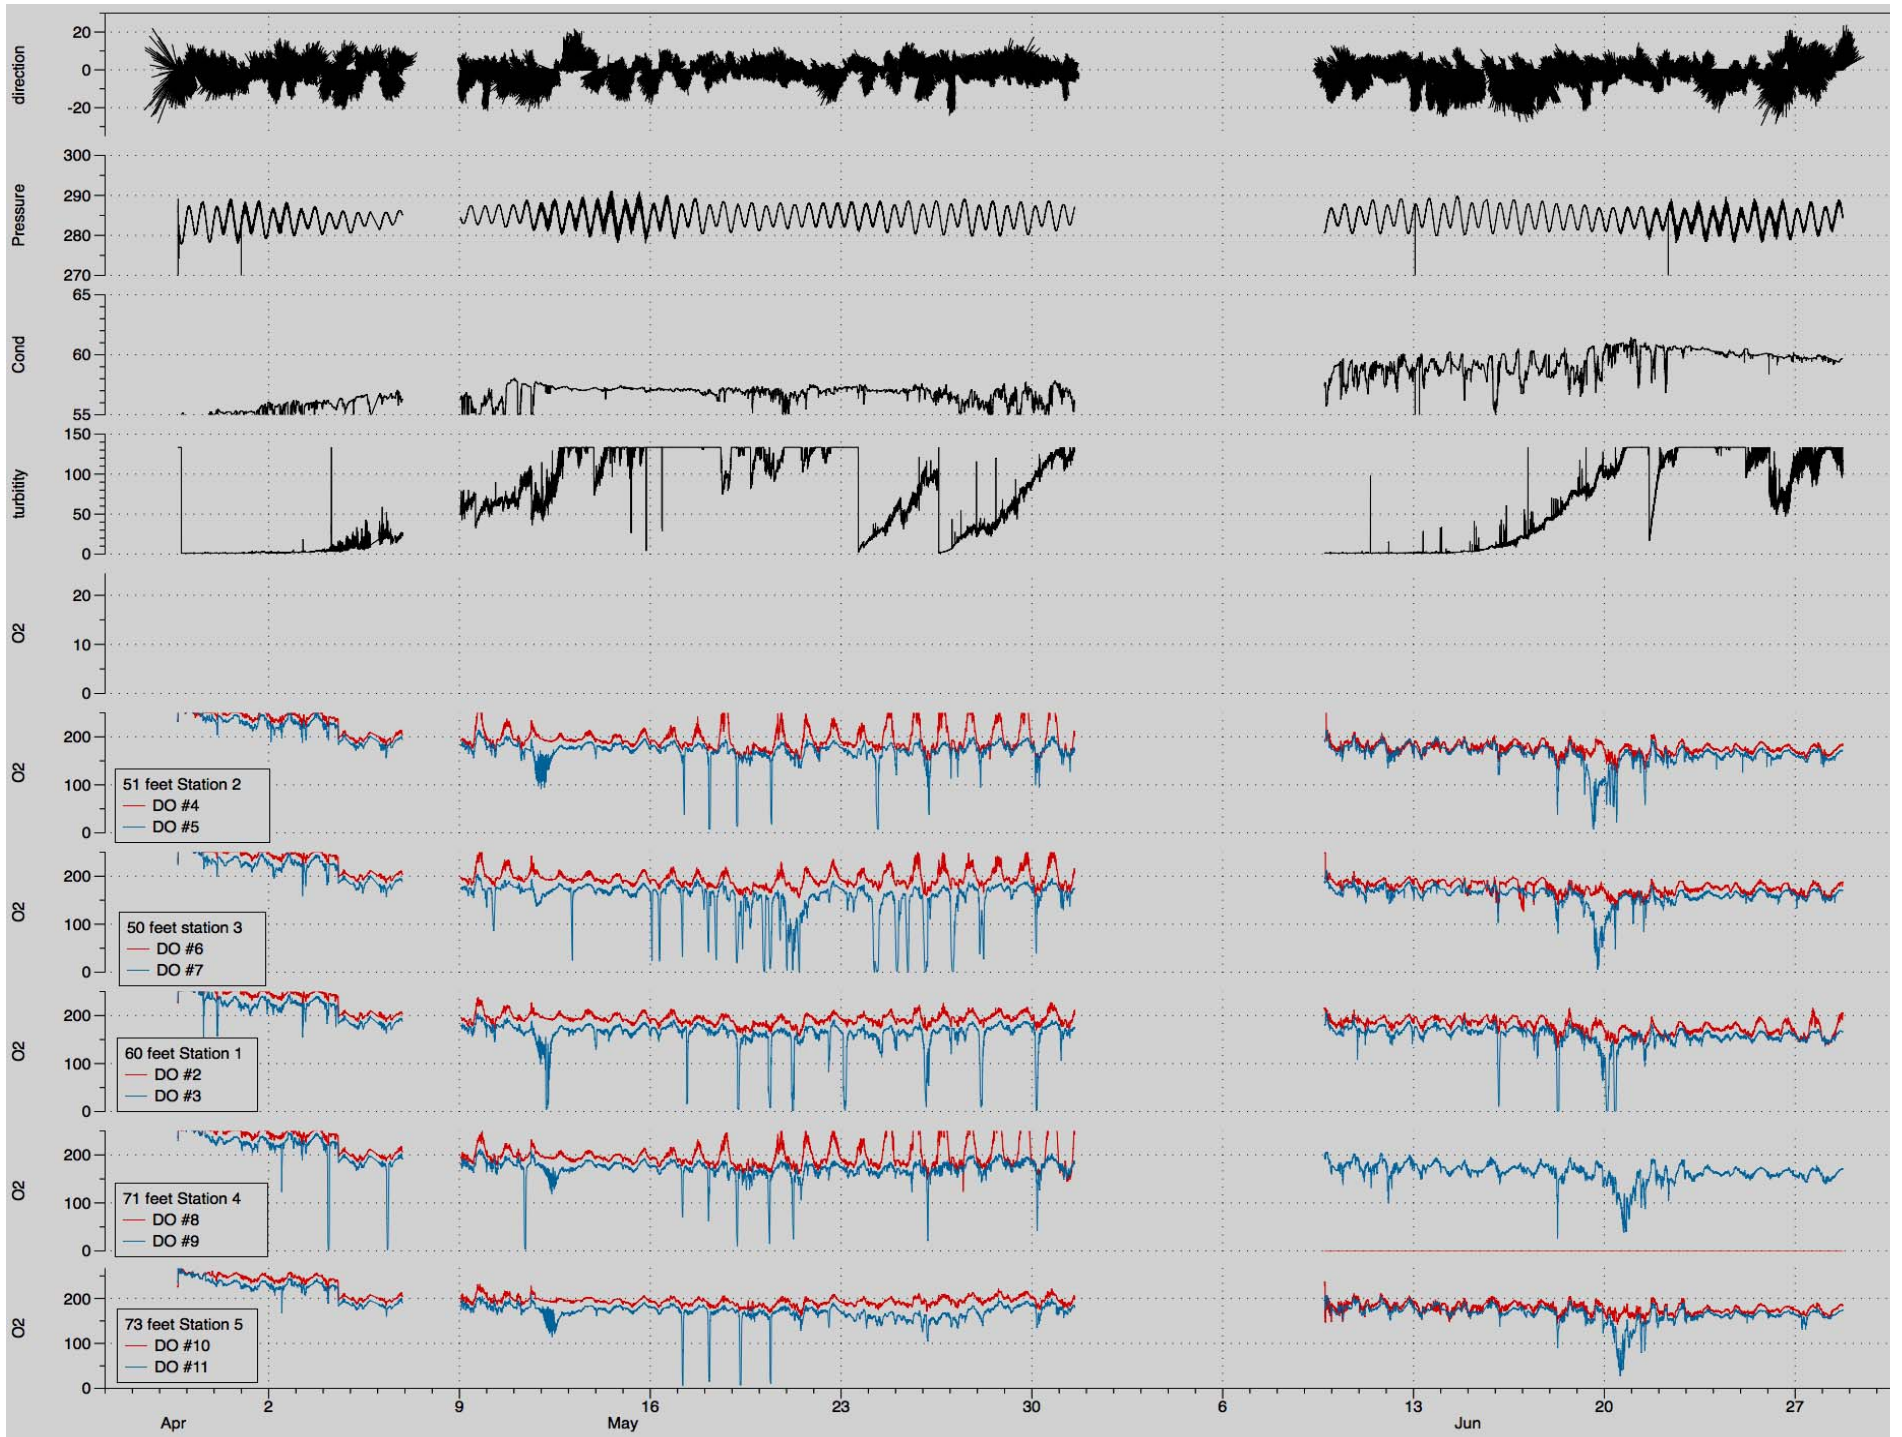 direction
20
0
-20
Pressure
300
290
280
270
Cond
65
60
55
turbility
150
100
50
0
O2
20
10
0
O2
200
100
0
51 feet Station 2
DO #4
DO #5
O2
200
100
0
50 feet station 3
DO #6
DO #7
O2
200
100
0
60 feet Station 1
DO #2
DO #3
O2
200
100
0
71 feet Station 4
DO #8
DO #9
O2
200
100
0
73 feet Station 5
DO #10
DO #11
2 9 16 23 30 6 13 20 27
Apr May Jun